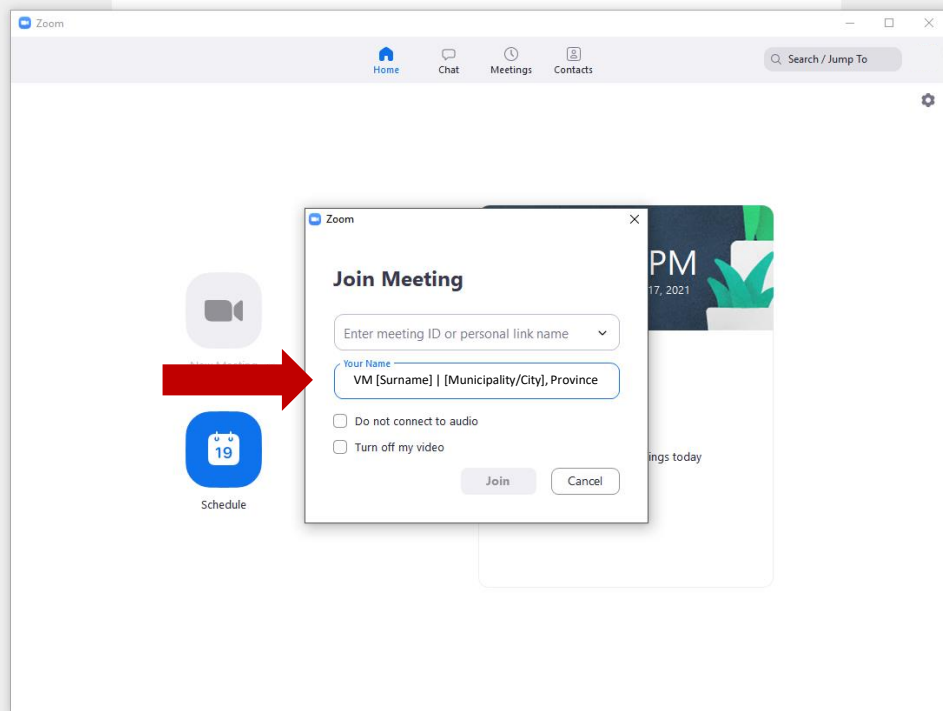 Zoom
Home
Chat
Meetings
Contacts
Search / Jump To
Zoom
Join Meeting
PM
17, 2021
Enter meeting ID or personal link name
Your Name
VM [Surname] | [Municipality/City], Province
Do not connect to audio
Turn off my video
19
ings today
Join
Cancel
Schedule